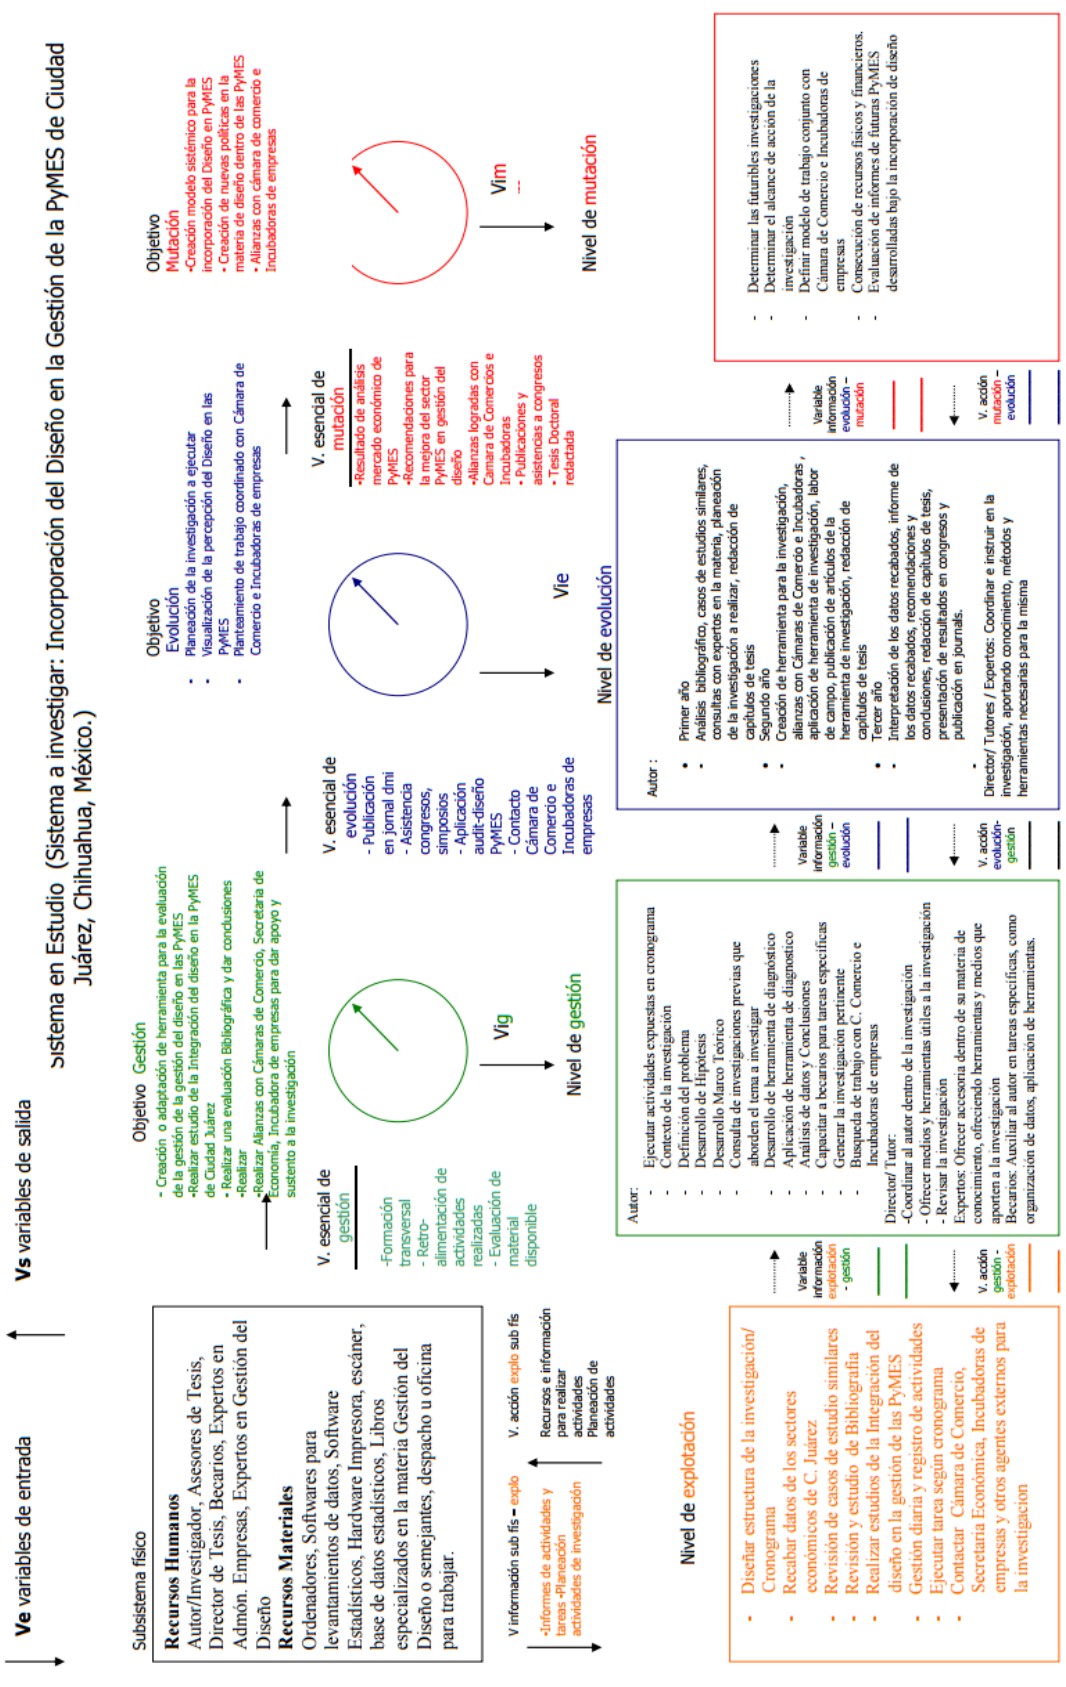 Sistema en Estudio (Sistema a investigar: Incorporación del Diseño en la Gestión de la PyMES de Ciudad
Juárez, Chihuahua, México.)
Ve variables de entrada
Vs variables de salida
Subsistema físico
Recursos Humanos
Autor/Investigador, Asesores de Tesis,
Director de Tesis, Becarios, Expertos en
Admón. Empresas, Expertos en Gestión del
Diseño
Recursos Materiales
Ordenadores, Softwares para
levantamientos de datos, Software
Estadísticos, Hardware Impresora, escáner,
base de datos estadísticos, Libros
especializados en la materia Gestión del
Diseño o semejantes, despacho u oficina
para trabajar.
Objetivo Gestión
- Creación o adaptación de herramienta para la evaluación
de la gestión de la gestión del diseño en las PyMES
-Realizar estudio de la Integración del diseño en la PyMES
de Ciudad Juárez
- Realizar una evaluación Bibliográfica y dar conclusiones
-Realizar
-Realizar Alianzas con Cámaras de Comercio, Secretaria de
Economía, Incubadora de empresas para dar apoyo y
sustento a la investigación
Objetivo
Evolución
- Planeación de la investigación a ejecutar
- Visualización de la percepción del Diseño en las
PyMES
- Planteamiento de trabajo coordinado con Cámara de
Comercio e Incubadoras de empresas
Objetivo
Mutación
-Creación modelo sistémico para la
incorporación del Diseño en PyMES
- Creación de nuevas políticas en la
materia de diseño dentro de las PyMES
- Alianzas con cámara de comercio e
Incubadoras de empresas
V. esencial de
gestión
-Formación
transversal
- Retro-
alimentación de
actividades
realizadas
- Evaluación de
material
disponible
Vig
Nivel de gestión
V. esencial de
evolución
- Publicación
en jornal dmi
- Asistencia
congresos,
simposios
- Aplicación
audit-diseño
PyMES
- Contacto
Cámara de
Comercio e
Incubadoras de
empresas
Vie
Nivel de evolución
V. esencial de
mutación
-Resultado de análisis
mercado económico de
PyMES
-Recomendaciones para
la mejora del sector
PyMES en gestión del
diseño
-Alianzas logradas con
Camara de Comercios e
Incubadoras
- Publicaciones y
asistencias a congresos
- Tesis Doctoral
redactada
Vim
Nivel de mutación
V información sub fis – explo
-Informes de actividades y
tareas -Planeación
actividades de investigación
V. acción explo sub fis
Recursos e información
para realizar
actividades
Planeación de
actividades
Nivel de explotación
- Diseñar estructura de la investigación/
Cronograma
- Recabar datos de los sectores
económicos de C. Juárez
- Revisión de casos de estudio similares
- Revisión y estudio de Bibliografía
- Realizar estudios de la Integración del
diseño en la gestión de las PyMES
- Gestión diaria y registro de actividades
- Ejecutar tarea según cronograma
- Contactar Cámara de Comercio,
Secretaria Económica, Incubadoras de
empresas y otros agentes externos para
la investigacion
Variable
información
explotación
- gestión
V. acción
gestión -
explotación
Autor:
- Ejecutar actividades expuestas en cronograma
- Contexto de la investigación
- Definición del problema
- Desarrollo de Hipótesis
- Desarrollo Marco Teórico
- Consulta de investigaciones previas que
aborden el tema a investigar
- Desarrollo de herramienta de diagnóstico
- Aplicación de herramienta de diagnostico
- Análisis de datos y Conclusiones
- Capacitar a becarios para tareas específicas
- Generar la investigación pertinente
- Busqueda de trabajo con C. Comercio e
Incubadoras de empresas
Director/ Tutor:
-Coordinar al autor dentro de la investigación
- Ofrecer medios y herramientas útiles a la investigación
- Revisar la investigación
Expertos: Ofrecer accesoria dentro de su materia de
conocimiento, ofreciendo herramientas y medios que
aporten a la investigación
Becarios: Auxiliar al autor en tareas específicas, como
organización de datos, aplicación de herramientas.
Variable
información
gestión –
evolución
V. acción
evolución-
gestión
Autor :
• Primer año
- Análisis bibliográfico, casos de estudios similares,
consultas con expertos en la materia, planeación
de la investigación a realizar, redacción de
capítulos de tesis
• Segundo año
- Creación de herramienta para la investigación,
alianzas con Cámaras de Comercio e Incubadoras ,
aplicación de herramienta de investigación, labor
de campo, publicación de artículos de la
herramienta de investigación, redacción de
capítulos de tesis
• Tercer año
- Interpretación de los datos recabados, informe de
los datos recabados, recomendaciones y
conclusiones, redacción de capítulos de tesis,
presentación de resultados en congresos y
publicación en journals.
-
Director/ Tutores / Expertos: Coordinar e instruir en la
investigación, aportando conocimiento, métodos y
herramientas necesarias para la misma
Variable
información
evolución –
mutación
V. acción
mutación –
evolución
- Determinar las futuribles investigaciones
- Determinar el alcance de acción de la
investigación
- Definir modelo de trabajo conjunto con
Cámara de Comercio e Incubadoras de
empresas
- Consecución de recursos físicos y financieros.
- Evaluación de informes de futuras PyMES
desarrolladas bajo la incorporación de diseño